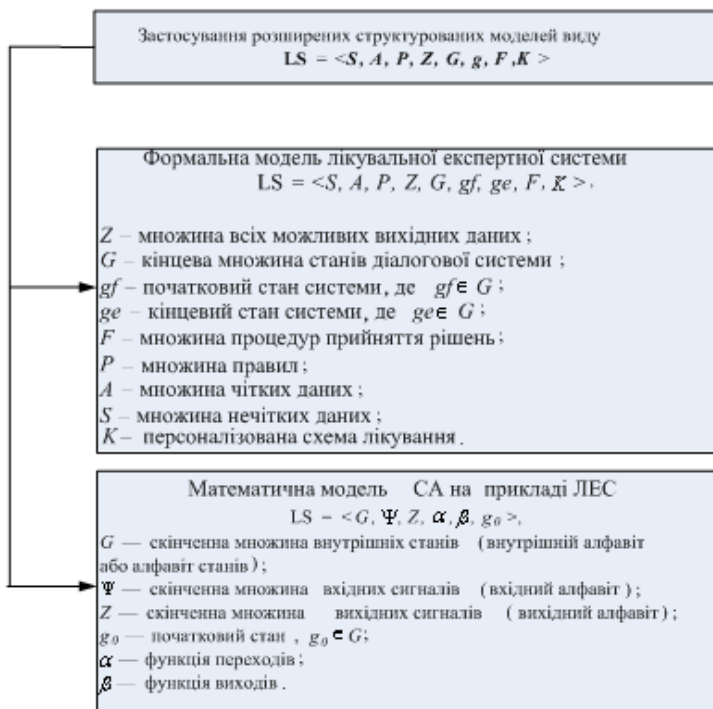 Застосування розширених структурованих моделей виду
LS = <S, A, P, Z, G, g, F,K >
Формальна модель лікувальної експертної системи
LS = <S, A, P, Z, G, gf, ge, F, K >.
Z – множина всіх можливих вихідних даних ;
G – кінцева множина станів діалогової системи ;
gf – початковий стан системи, де gf∈ G ;
ge – кінцевий стан системи, де ge∈ G ;
F – множина процедур прийняття рішень ;
P – множина правил ;
A – множина чітких даних ;
S – множина нечітких даних ;
K – персоналізована схема лікування .
Математична модель СА на прикладі ЛЕС
LS – <G, Ψ, Z, α, β, g₀>,
G — скінченна множина внутрішніх станів (внутрішній алфавіт
або алфавіт станів) ;
Ψ — скінченна множина вхідних сигналів (вхідний алфавіт ) ;
Z — скінченна множина вихідних сигналів ( вихідний алфавіт) ;
g₀ — початковий стан , g₀ ∈ G;
α — функція переходів ;
β — функція виходів .